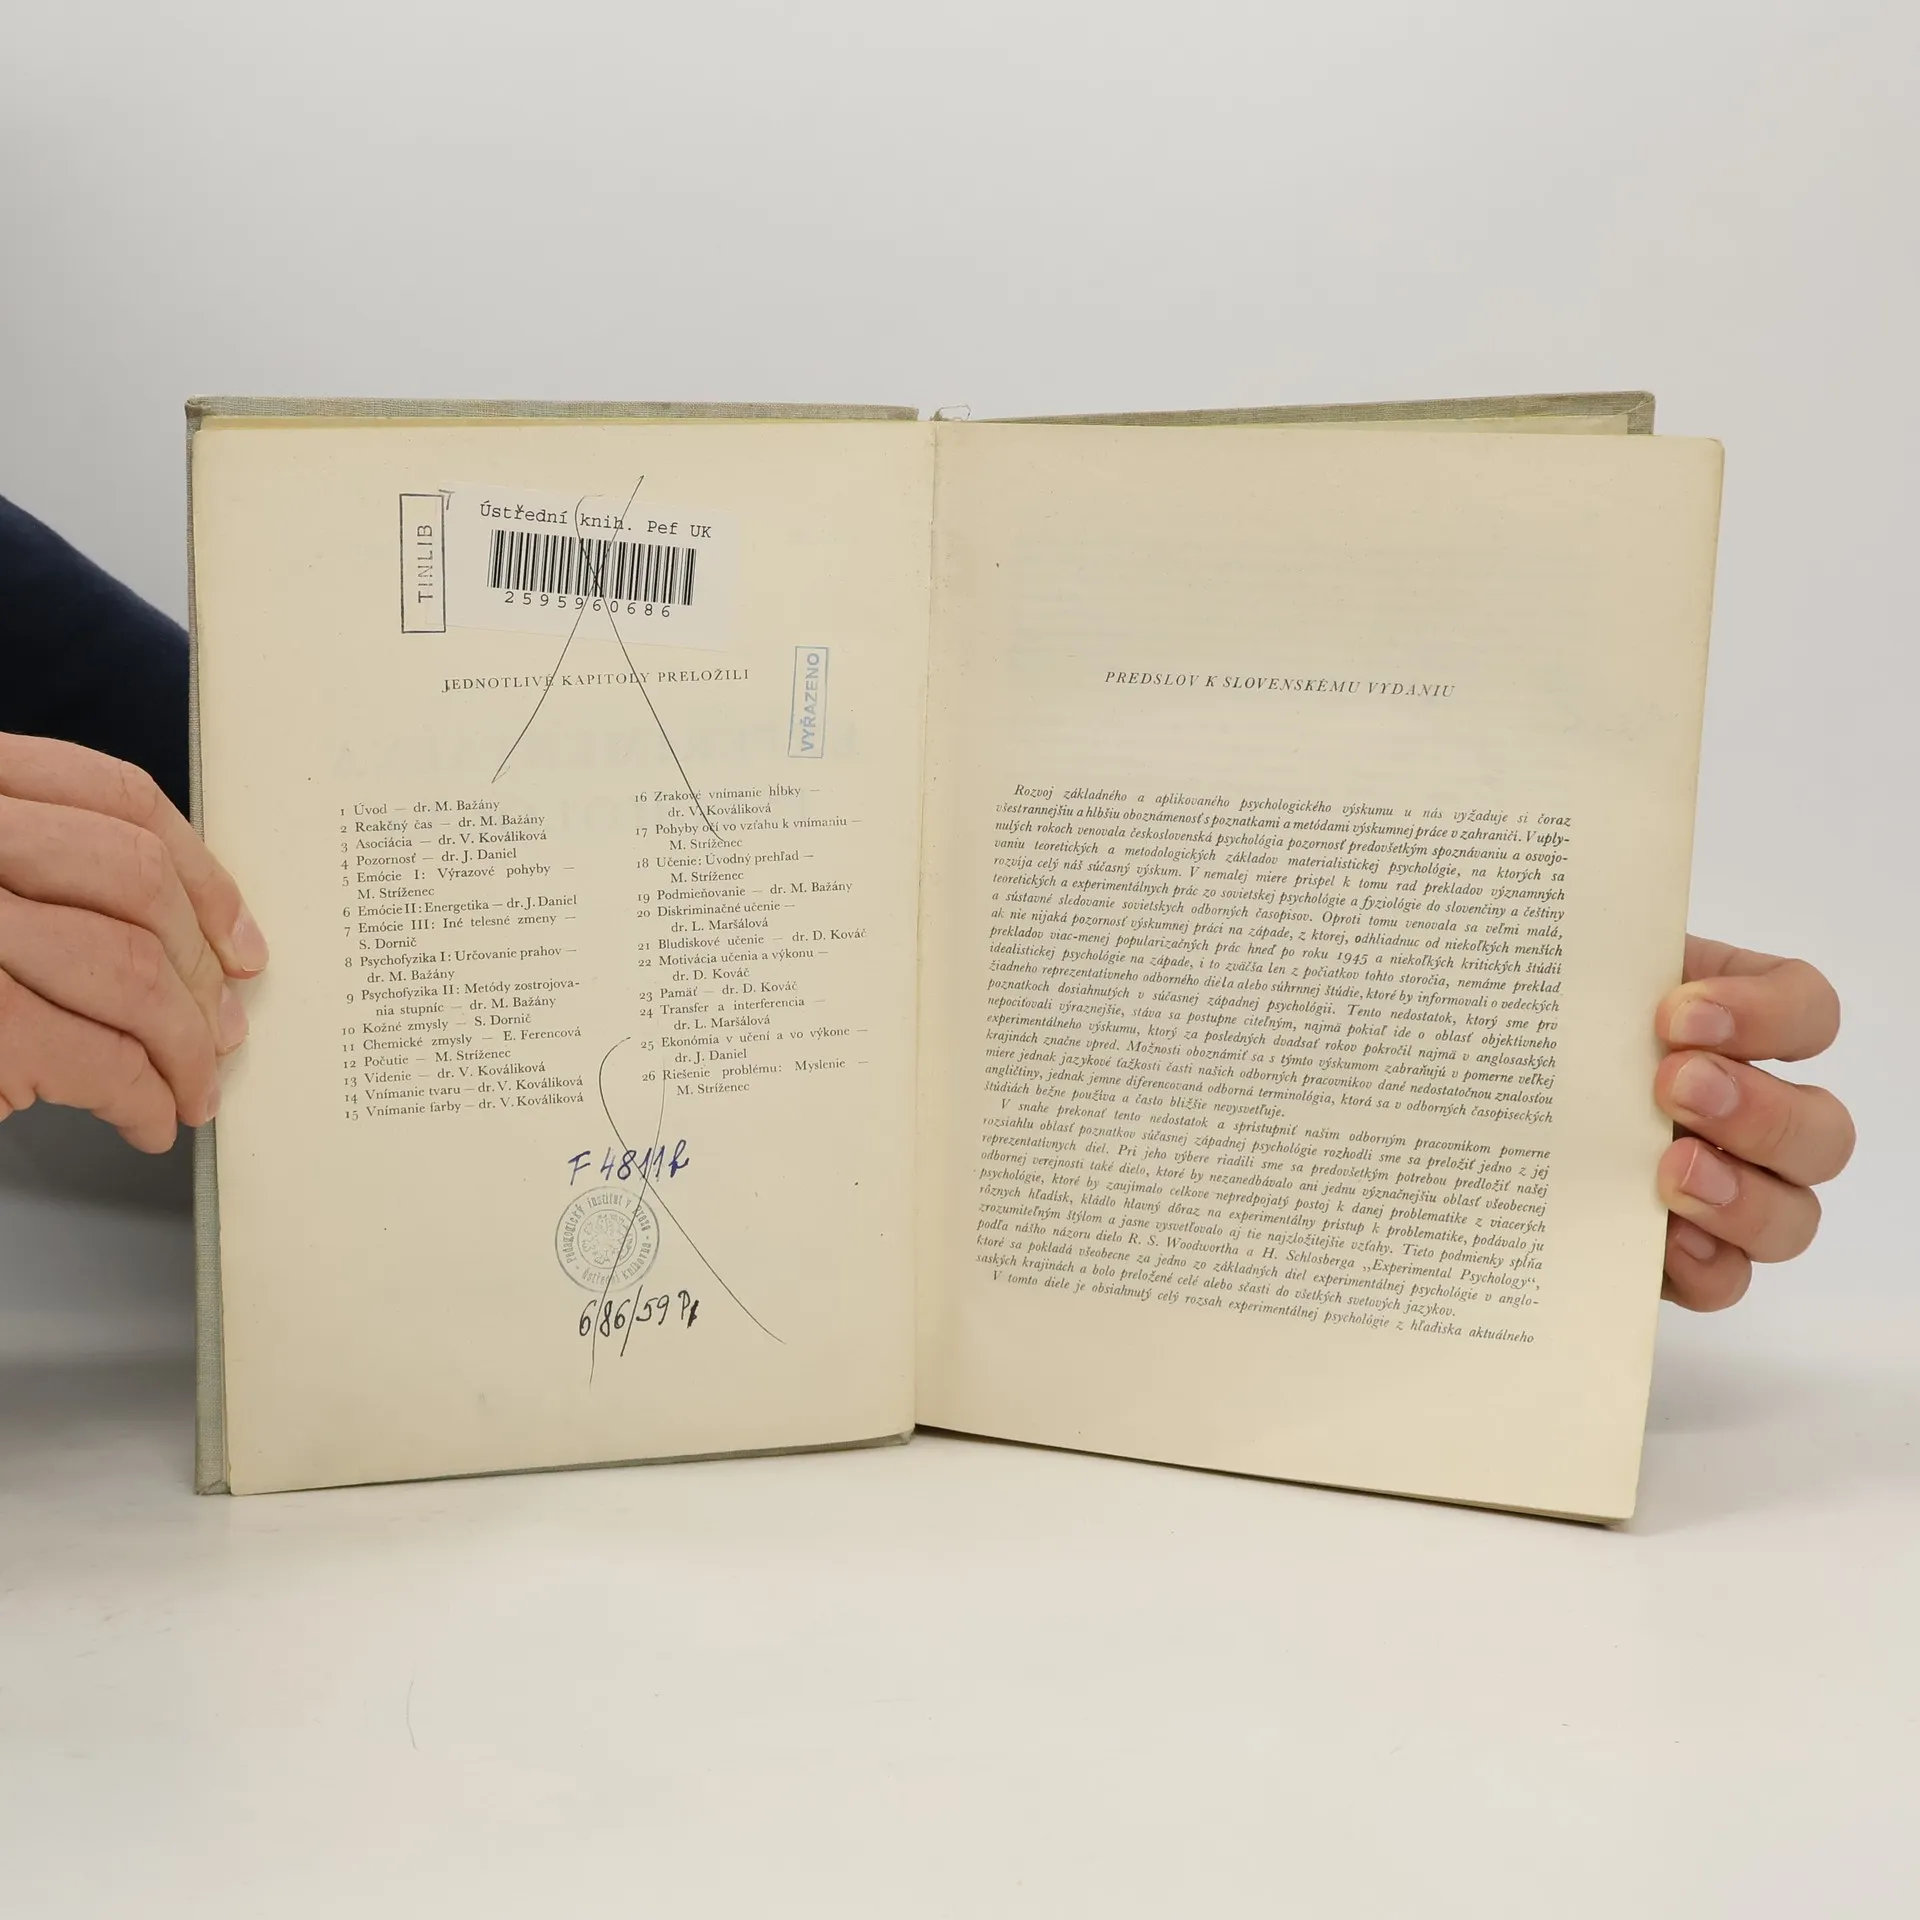 TINLIB
Ústřední knih. Pef UK
2595960686
VYŘAZENO
JEDNOTLIVÉ KAPITOLY PRELOŽILI
1 Úvod — dr. M. Bažány
2 Reakčný čas — dr. M. Bažány
3 Asociácia — dr. V. Kováliková
4 Pozornosť — dr. J. Daniel
5 Emócie I: Výrazové pohyby —
M. Stríženec
6 Emócie II: Energetika — dr. J. Daniel
7 Emócie III: Iné telesné zmeny —
S. Dornič
8 Psychofyzika I: Určovanie prahov —
dr. M. Bažány
9 Psychofyzika II: Metódy zostrojova-
nia stupníc — dr. M. Bažány
10 Kožné zmysly — S. Dornič
11 Chemické zmysly — E. Ferencová
12 Počutie — M. Stríženec
13 Videnie — dr. V. Kováliková
14 Vnímanie tvaru — dr. V. Kováliková
15 Vnímanie farby — dr. V. Kováliková
16 Zrakové vnímanie hĺbky —
dr. V. Kováliková
17 Pohyby očí vo vzťahu k vnímaniu —
M. Stríženec
18 Učenie: Úvodný prehľad —
M. Stríženec
19 Podmieňovanie — dr. M. Bažány
20 Diskriminačné učenie —
dr. L. Maršálová
21 Bludiskové učenie — dr. D. Kováč
22 Motivácia učenia a výkonu —
dr. D. Kováč
23 Pamäť — dr. D. Kováč
24 Transfer a interferencia —
dr. L. Maršálová
25 Ekonómia v učení a vo výkone —
dr. J. Daniel
26 Riešenie problému: Myslenie —
M. Stríženec
F 4811b
Pedagogický institut v Praze - Ústřední knihovna -
6/86/59
PREDSLOV K SLOVENSKÉMU VYDANIU
Rozvoj základného a aplikovaného psychologického výskumu u nás vyžaduje si čoraz
všestrannejšiu a hlbšiu oboznámenosť s poznatkami a metódami výskumnej práce v zahraničí. V uply-
nulých rokoch venovala československá psychológia pozornosť predovšetkým spoznávaniu a osvojo-
vaniu teoretických a metodologických základov materialistickej psychológie, na ktorých sa
rozvíja celý náš súčasný výskum. V nemalej miere prispel k tomu rad prekladov významných
teoretických a experimentálnych prác zo sovietskej psychológie a fyziológie do slovenčiny a češtiny
a sústavné sledovanie sovietskych odborných časopisov. Oproti tomu venovala sa veľmi malá,
ak nie nijaká pozornosť výskumnej práci na západe, z ktorej, odhliadnuc od niekoľkých menších
prekladov viac-menej popularizačných prác hneď po roku 1945 a niekoľkých kritických štúdií
idealistickej psychológie na západe, i to zväčša len z počiatkov tohto storočia, nemáme preklad
žiadneho reprezentatívneho odborného diela alebo súhrnnej štúdie, ktoré by informovali o vedeckých
poznatkoch dosiahnutých v súčasnej západnej psychológii. Tento nedostatok, ktorý sme prv
nepociťovali výraznejšie, stáva sa postupne citeľným, najmä pokiaľ ide o oblasť objektívneho
experimentálneho výskumu, ktorý za posledných dvadsať rokov pokročil najmä v anglosaských
krajinách značne vpred. Možnosti oboznámiť sa s týmto výskumom zabraňujú v pomerne veľkej
miere jednak jazykové ťažkosti časti našich odborných pracovníkov dané nedostatočnou znalosťou
angličtiny, jednak jemne diferencovaná odborná terminológia, ktorá sa v odborných časopiseckých
štúdiách bežne používa a často bližšie nevysvetľuje.
V snahe prekonať tento nedostatok a sprístupniť našim odborným pracovníkom pomerne
rozsiahlu oblasť poznatkov súčasnej západnej psychológie rozhodli sme sa preložiť jedno z jej
reprezentatívnych diel. Pri jeho výbere riadili sme sa predovšetkým potrebou predložiť našej
odbornej verejnosti také dielo, ktoré by nezanedbávalo ani jednu význačnejšiu oblasť všeobecnej
psychológie, ktoré by zaujímalo celkove nepredpojatý postoj k danej problematike z viacerých
rôznych hľadísk, kládlo hlavný dôraz na experimentálny prístup k problematike, podávalo ju
zrozumiteľným štýlom a jasne vysvetľovalo aj tie najzložitejšie vzťahy. Tieto podmienky spĺňa
podľa nášho názoru dielo R. S. Woodwortha a H. Schlosberga „Experimental Psychology“,
ktoré sa pokladá všeobecne za jedno zo základných diel experimentálnej psychológie v anglo-
saských krajinách a bolo preložené celé alebo sčasti do všetkých svetových jazykov.
V tomto diele je obsiahnutý celý rozsah experimentálnej psychológie z hľadiska aktuálneho